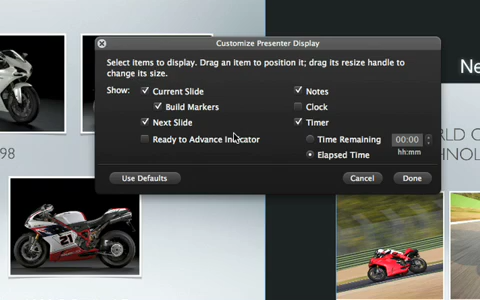 Customize Presenter Display
Select items to display. Drag an item to position it; drag its resize handle to
change its size.
Show:
Current Slide
Build Markers
Next Slide
Ready to Advance Indicator
Notes
Clock
Timer
Time Remaining
00:00
Elapsed Time
hh:mm
Use Defaults
Cancel
Done
Ne
98
21